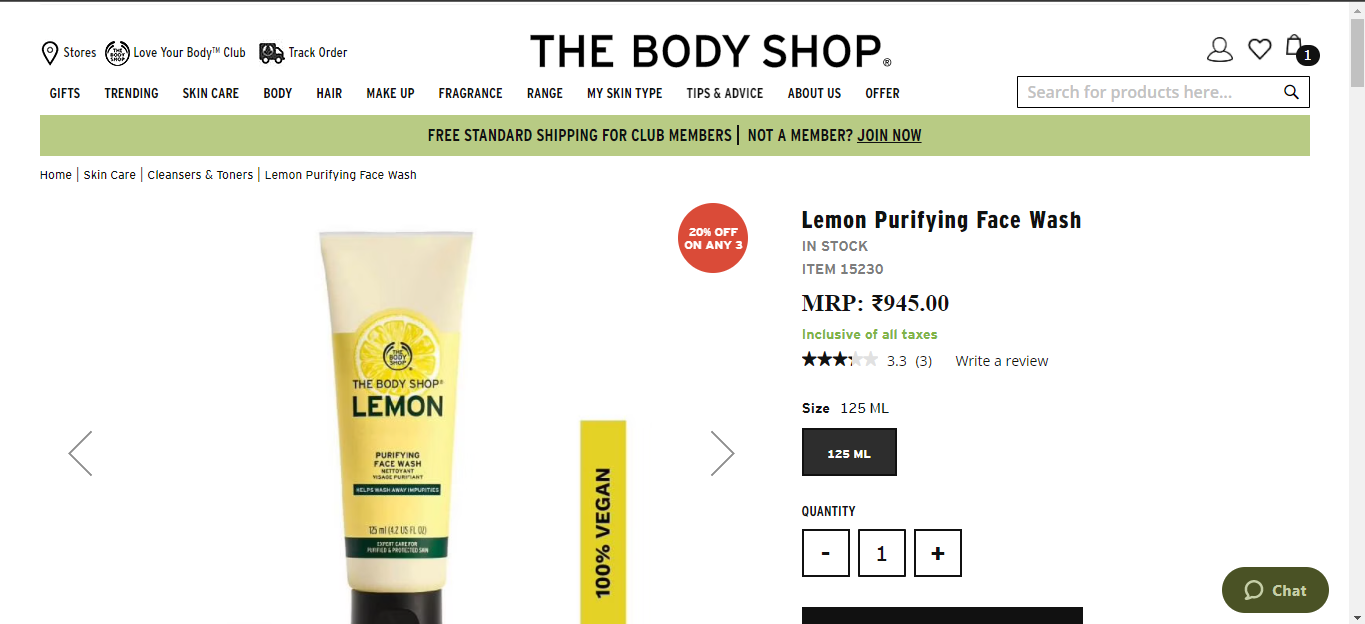 Stores
THE BODY SHOP
Love Your Body™ Club
Track Order
THE BODY SHOP®
1
GIFTS
TRENDING
SKIN CARE
BODY
HAIR
MAKE UP
FRAGRANCE
RANGE
MY SKIN TYPE
TIPS & ADVICE
ABOUT US
OFFER
Search for products here...
FREE STANDARD SHIPPING FOR CLUB MEMBERS | NOT A MEMBER? JOIN NOW
Home | Skin Care | Cleansers & Toners | Lemon Purifying Face Wash
20% OFF
ON ANY 3
THE
BODY
SHOP
THE BODY SHOP®
LEMON
PURIFYING
FACE WASH
NETTOYANT
VISAGE PURIFIANT
HELPS WASH AWAY IMPURITIES
125 ml (4.2 US FL OZ)
EXPERT CARE FOR
PURIFIED & PROTECTED SKIN
100% VEGAN
Lemon Purifying Face Wash
IN STOCK
ITEM 15230
MRP: ₹945.00
Inclusive of all taxes
3.3 (3) Write a review
Size 125 ML
125 ML
QUANTITY
- 1 +
Chat